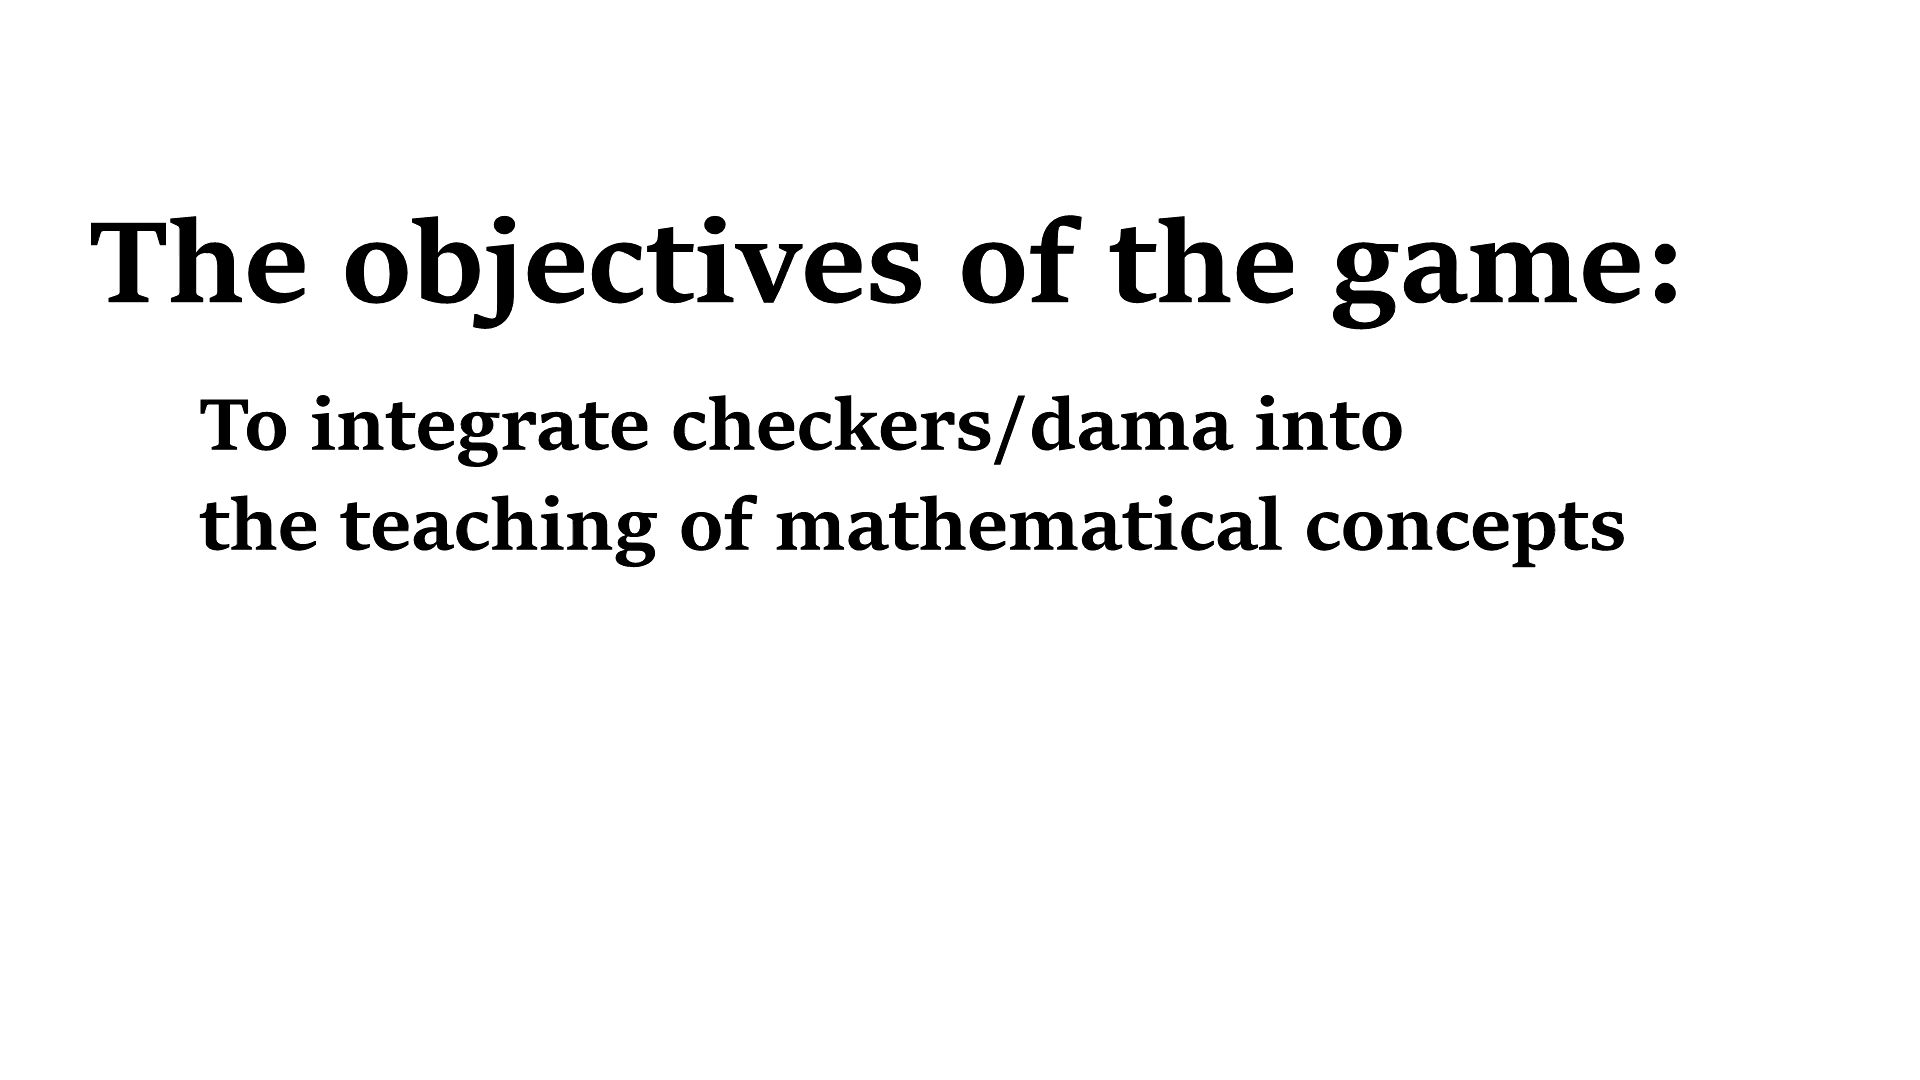 The objectives of the game:
To integrate checkers/dama into
the teaching of mathematical concepts